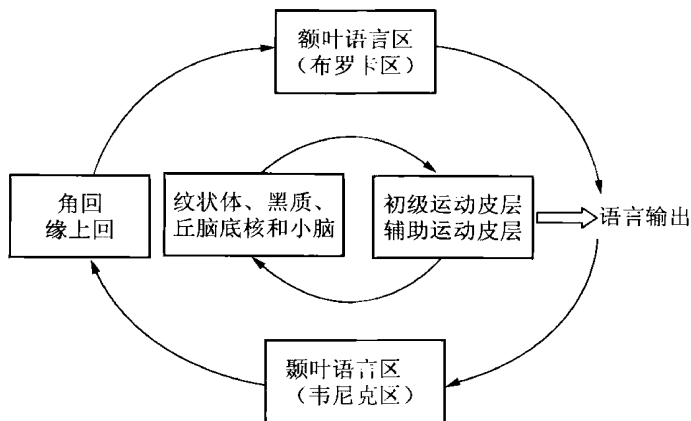 额叶语言区
（布罗卡区）
角回
缘上回
纹状体、黑质、
丘脑底核和小脑
初级运动皮层
辅助运动皮层
语言输出
颞叶语言区
（韦尼克区）